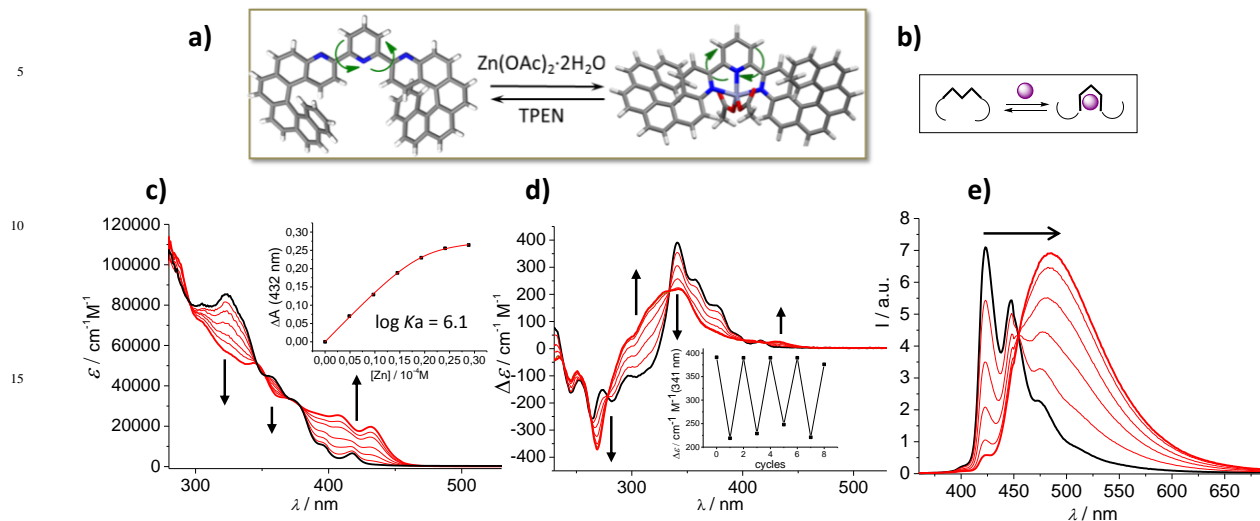 a)
Zn(OAc)₂·2H₂O
TPEN
b)
5
c)
d)
e)
10
15
120000
100000
80000
60000
40000
20000
0
ε / cm⁻¹M⁻¹
300
400
500
λ / nm
0,30
0,25
0,20
0,15
0,10
0,05
0,00
ΔA (432 nm)
log Ka = 6.1
0,00 0,05 0,10 0,15 0,20 0,25 0,30
[Zn] / 10⁻⁴M
400
300
200
100
0
-100
-200
-300
-400
Δε / cm⁻¹ M⁻¹
300
400
500
λ / nm
400
350
300
250
200
Δε / cm⁻¹ M⁻¹(341 nm)
0 2 4 6 8
cycles
8
7
6
5
4
3
2
1
0
I / a.u.
400 450 500 550 600 650
λ / nm